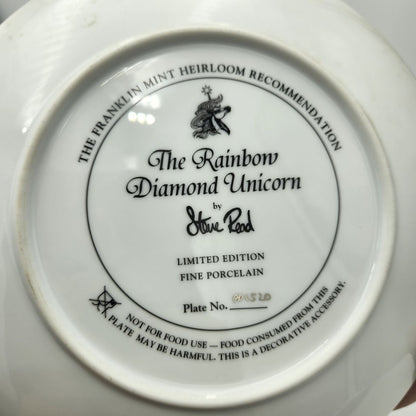 THE FRANKLIN MINT HEIRLOOM RECOMMENDATION
The Rainbow
Diamond Unicorn
by
Steve Read
LIMITED EDITION
FINE PORCELAIN
Plate No.
NOT FOR FOOD USE — FOOD CONSUMED FROM THIS
PLATE MAY BE HARMFUL. THIS IS A DECORATIVE ACCESSORY.